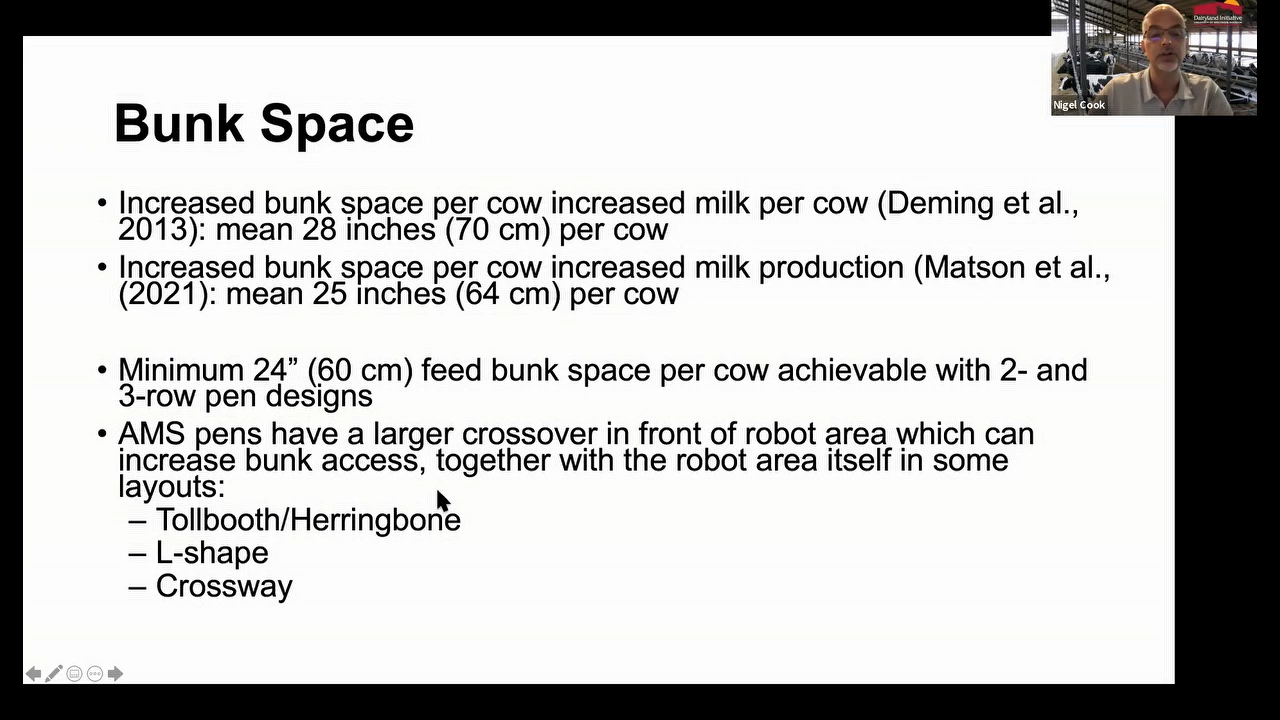 Dairyland Initiative
Nigel Cook
Bunk Space
• Increased bunk space per cow increased milk per cow (Deming et al.,
2013): mean 28 inches (70 cm) per cow
• Increased bunk space per cow increased milk production (Matson et al.,
(2021): mean 25 inches (64 cm) per cow
• Minimum 24” (60 cm) feed bunk space per cow achievable with 2- and
3-row pen designs
• AMS pens have a larger crossover in front of robot area which can
increase bunk access, together with the robot area itself in some
layouts:
– Tollbooth/Herringbone
– L-shape
– Crossway